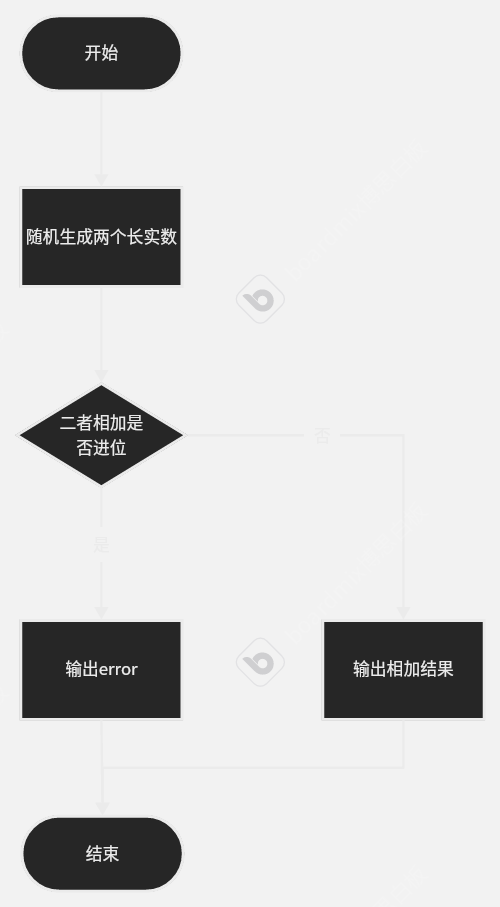 开始
随机生成两个长实数
二者相加是
否进位
否
是
输出error
输出相加结果
结束